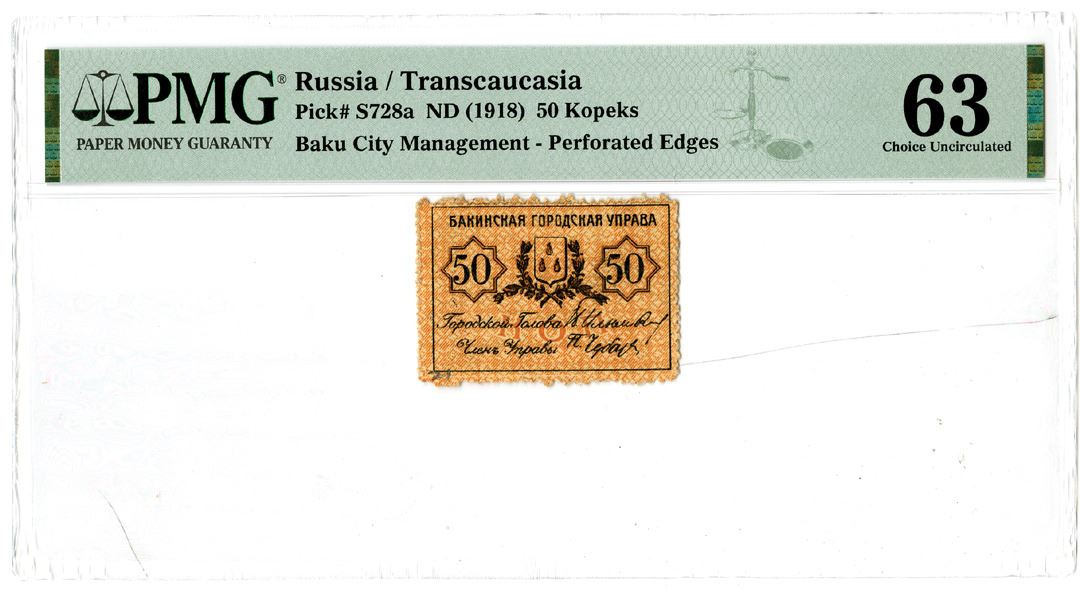 PMG®
PAPER MONEY GUARANTY
Russia / Transcaucasia
Pick# S728a ND (1918) 50 Kopeks
Baku City Management - Perforated Edges
63
Choice Uncirculated
БАКИНСКАЯ ГОРОДСКАЯ УПРАВА
50 50
Городской Голова
Членъ Управы